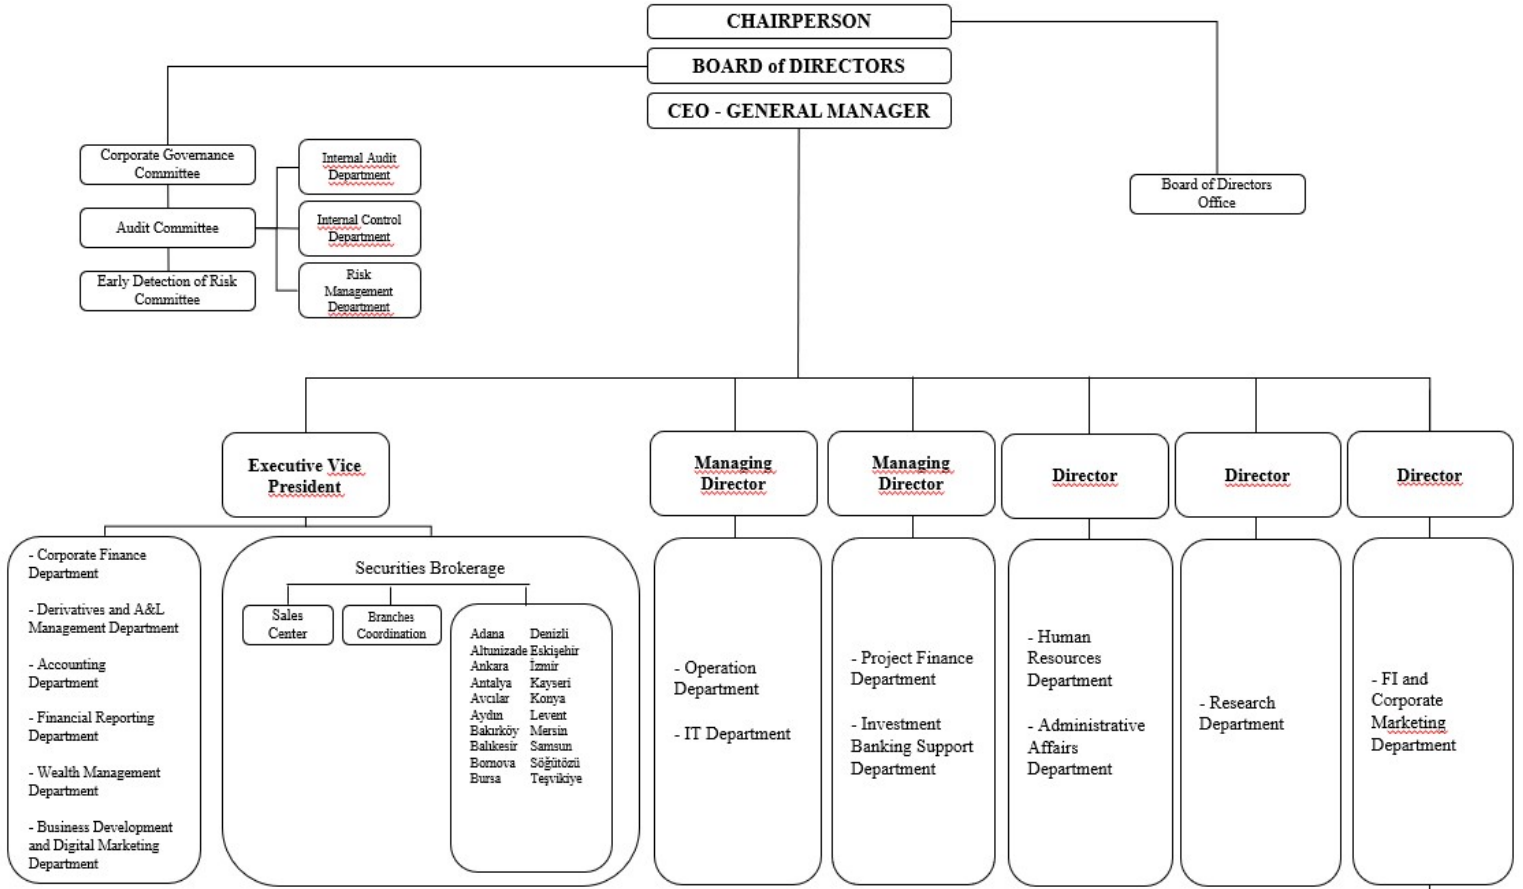 CHAIRPERSON
BOARD of DIRECTORS
CEO - GENERAL MANAGER
Corporate Governance
Committee
Audit Committee
Early Detection of Risk
Committee
Internal Audit
Department
Internal Control
Department
Risk
Management
Department
Board of Directors
Office
Executive Vice
President
Managing
Director
Managing
Director
Director
Director
Director
- Corporate Finance
Department
- Derivatives and A&L
Management Department
- Accounting
Department
- Financial Reporting
Department
- Wealth Management
Department
- Business Development
and Digital Marketing
Department
Securities Brokerage
Sales
Center
Branches
Coordination
Adana Denizli
Altunizade Eskişehir
Ankara İzmir
Antalya Kayseri
Avcılar Konya
Aydın Levent
Bakırköy Mersin
Balıkesir Samsun
Bornova Söğütözü
Bursa Teşvikiye
- Operation
Department
- IT Department
- Project Finance
Department
- Investment
Banking Support
Department
- Human
Resources
Department
- Administrative
Affairs
Department
- Research
Department
- FI and
Corporate
Marketing
Department